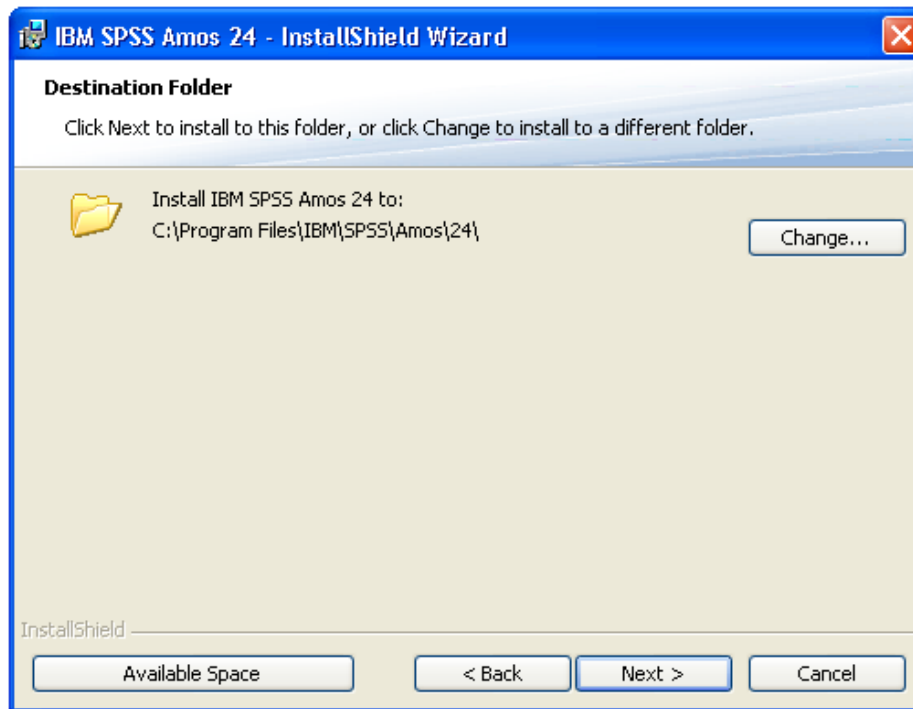 IBM SPSS Amos 24 - InstallShield Wizard
Destination Folder
Click Next to install to this folder, or click Change to install to a different folder.
Install IBM SPSS Amos 24 to:
C:\Program Files\IBM\SPSS\Amos\24\
Change...
InstallShield
Available Space
< Back
Next >
Cancel